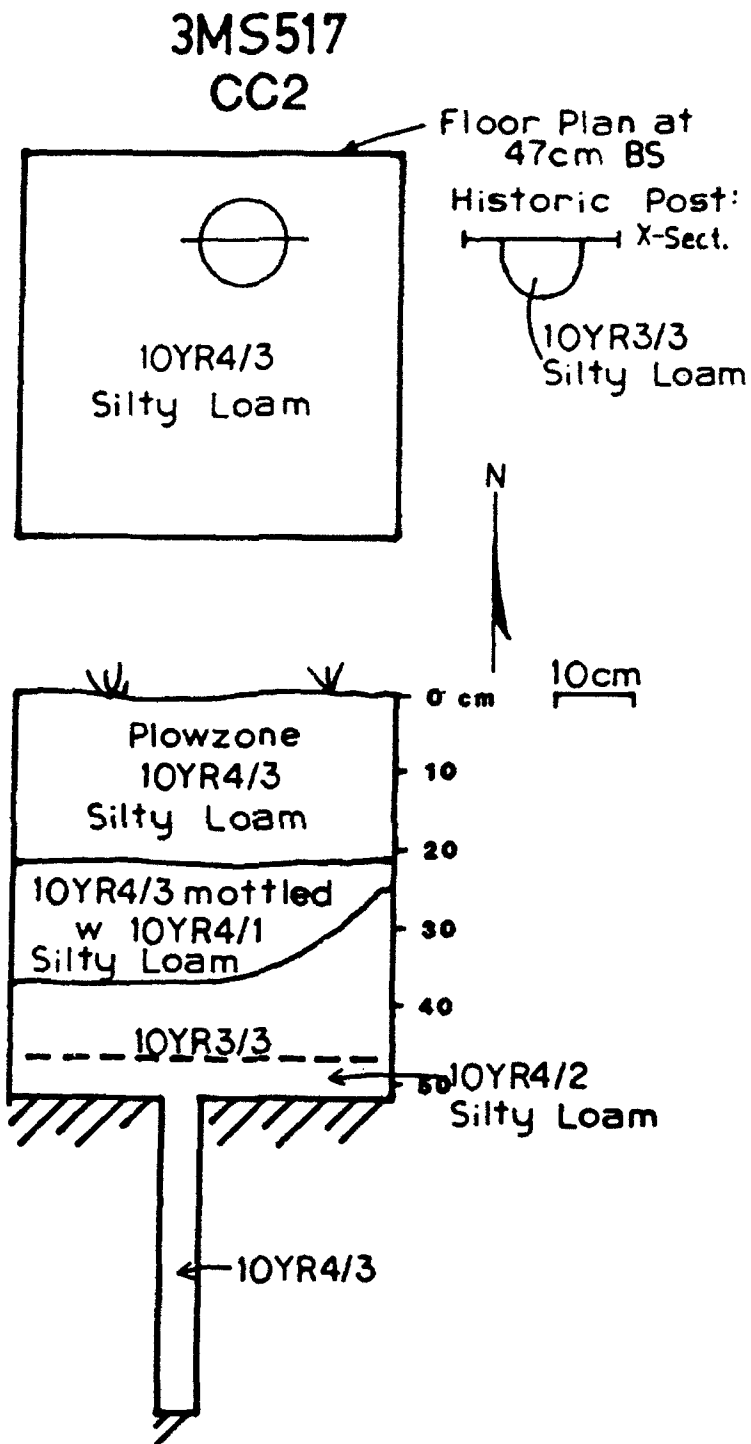 3MS517
CC2
Floor Plan at
47cm BS
Historic Post:
X-Sect.
10YR3/3
Silty Loam
10YR4/3
Silty Loam
N
10cm
0 cm
10
20
30
40
50
Plowzone
10YR4/3
Silty Loam
10YR4/3 mottled
w 10YR4/1
Silty Loam
10YR3/3
10YR4/2
Silty Loam
10YR4/3